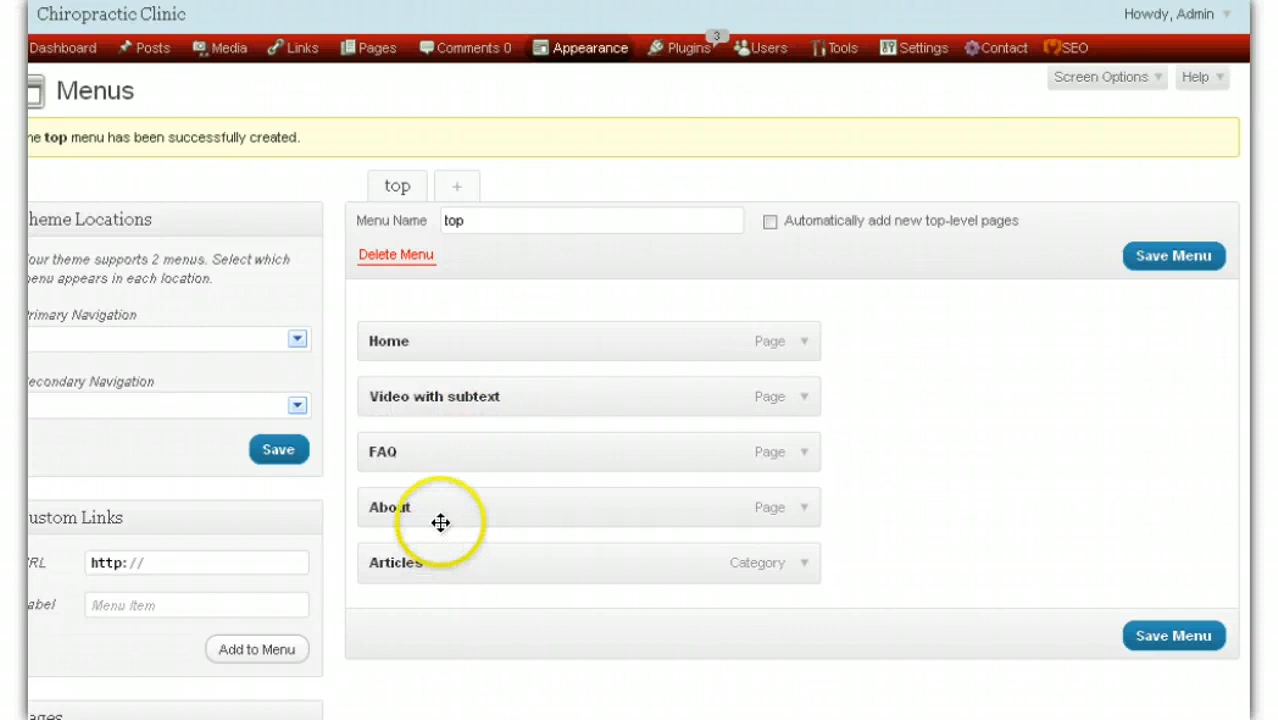 Chiropractic Clinic
Howdy, Admin
Dashboard Posts Media Links Pages Comments 0 Appearance Plugins 3 Users Tools Settings Contact SEO
Menus
Screen Options Help
he top menu has been successfully created.
top +
heme Locations
our theme supports 2 menus. Select which
enu appears in each location.
rimary Navigation
econdary Navigation
Save
ustom Links
RL http://
abel Menu Item
Add to Menu
ages
Menu Name top Automatically add new top-level pages
Delete Menu
Save Menu
Home Page
Video with subtext Page
FAQ Page
About Page
Articles Category
Save Menu